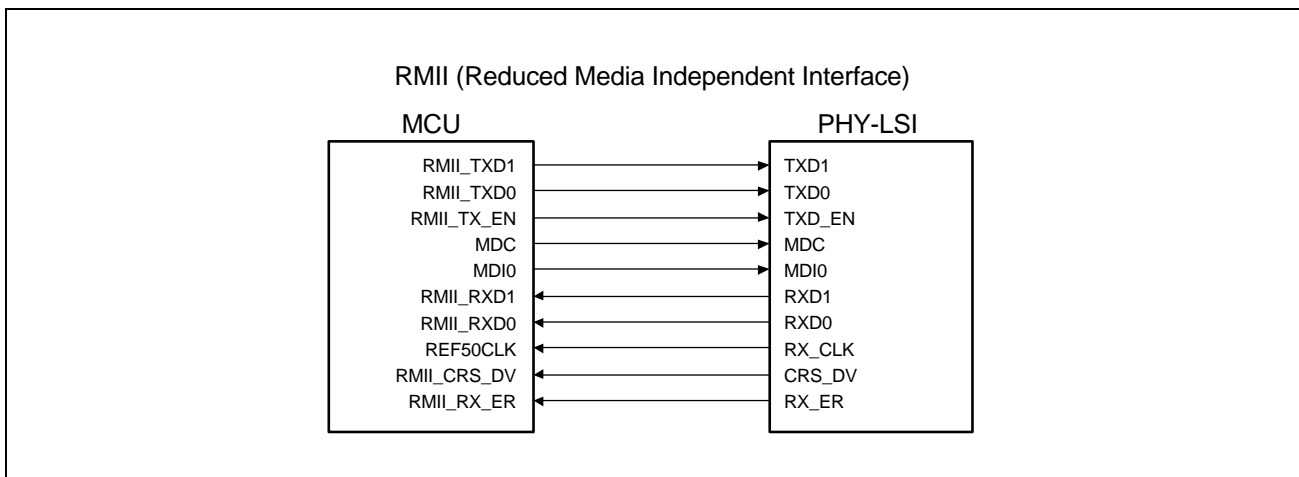 RMII (Reduced Media Independent Interface)
MCU
PHY-LSI
RMII_TXD1
TXD1
RMII_TXD0
TXD0
RMII_TX_EN
TXD_EN
MDC
MDC
MDI0
MDI0
RMII_RXD1
RXD1
RMII_RXD0
RXD0
REF50CLK
RX_CLK
RMII_CRS_DV
CRS_DV
RMII_RX_ER
RX_ER